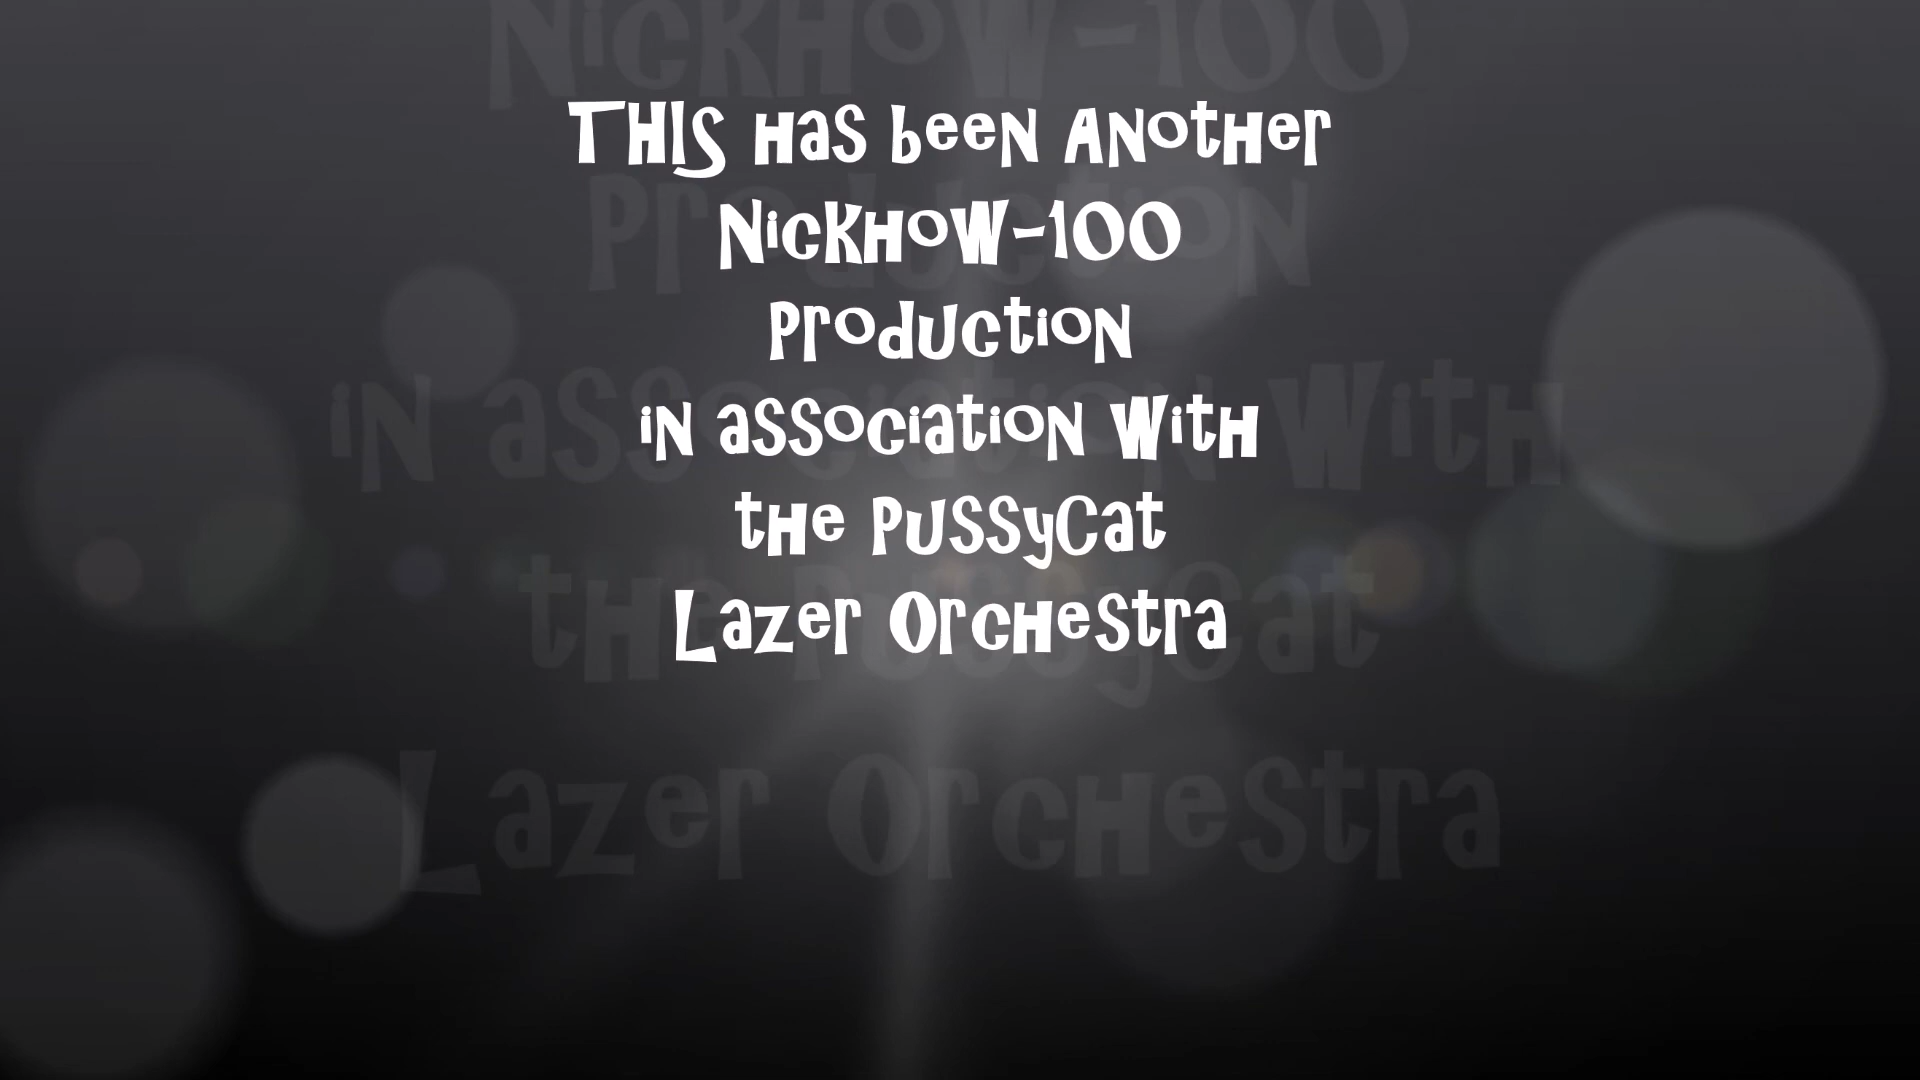 THIS Has been Another
NickHoW-100
Production
in association With
the PussyCat
Lazer Orchestra